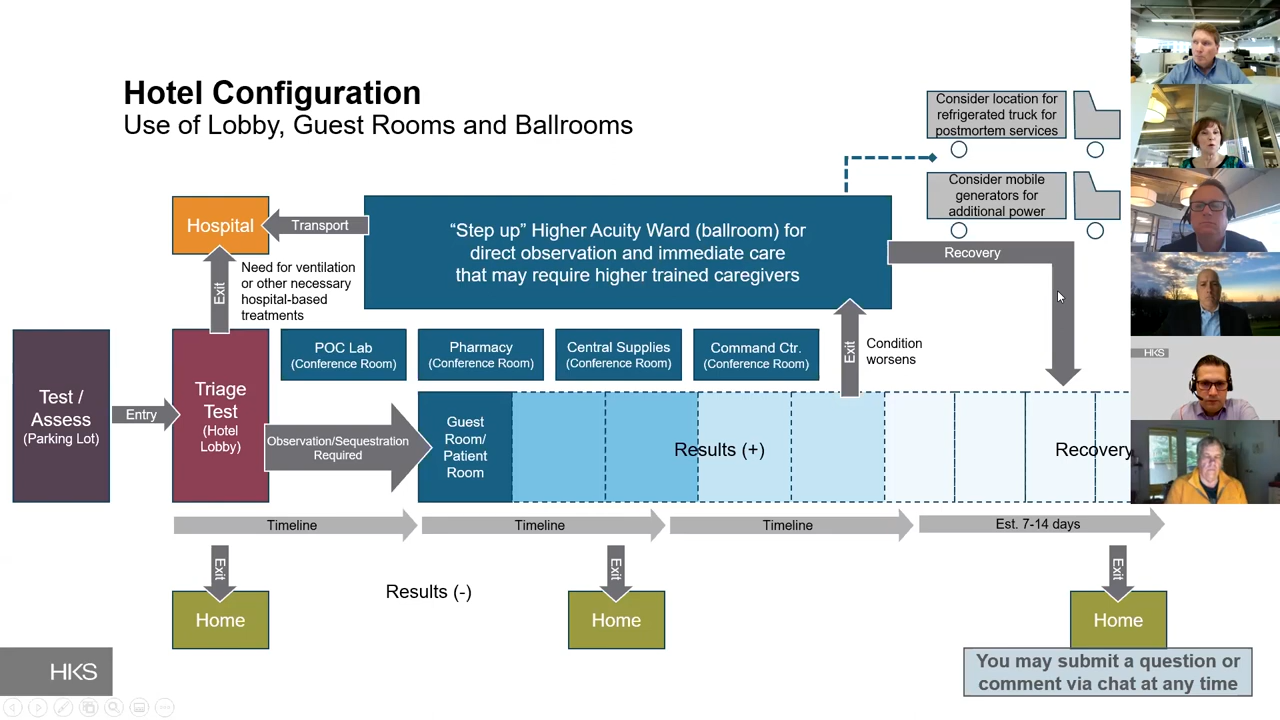 Hotel Configuration
Use of Lobby, Guest Rooms and Ballrooms
Consider location for
refrigerated truck for
postmortem services
Consider mobile
generators for
additional power
Hospital
Transport
“Step up” Higher Acuity Ward (ballroom) for
direct observation and immediate care
that may require higher trained caregivers
Recovery
Exit
Need for ventilation
or other necessary
hospital-based
treatments
POC Lab
(Conference Room)
Pharmacy
(Conference Room)
Central Supplies
(Conference Room)
Command Ctr.
(Conference Room)
Exit
Condition
worsens
Test /
Assess
(Parking Lot)
Entry
Triage
Test
(Hotel
Lobby)
Observation/Sequestration
Required
Guest
Room/
Patient
Room
Results (+)
Recovery
Timeline
Timeline
Timeline
Est. 7-14 days
Exit
Exit
Exit
Results (-)
Home
Home
Home
HKS
You may submit a question or
comment via chat at any time
HKS